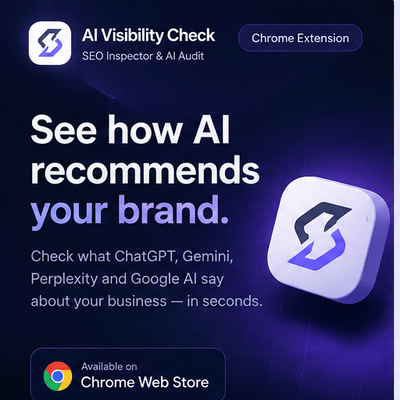 AI Visibility Check
SEO Inspector & AI Audit
Chrome Extension
See how AI
recommends
your brand.
Check what ChatGPT, Gemini,
Perplexity and Google AI say
about your business — in seconds.
Available on
Chrome Web Store